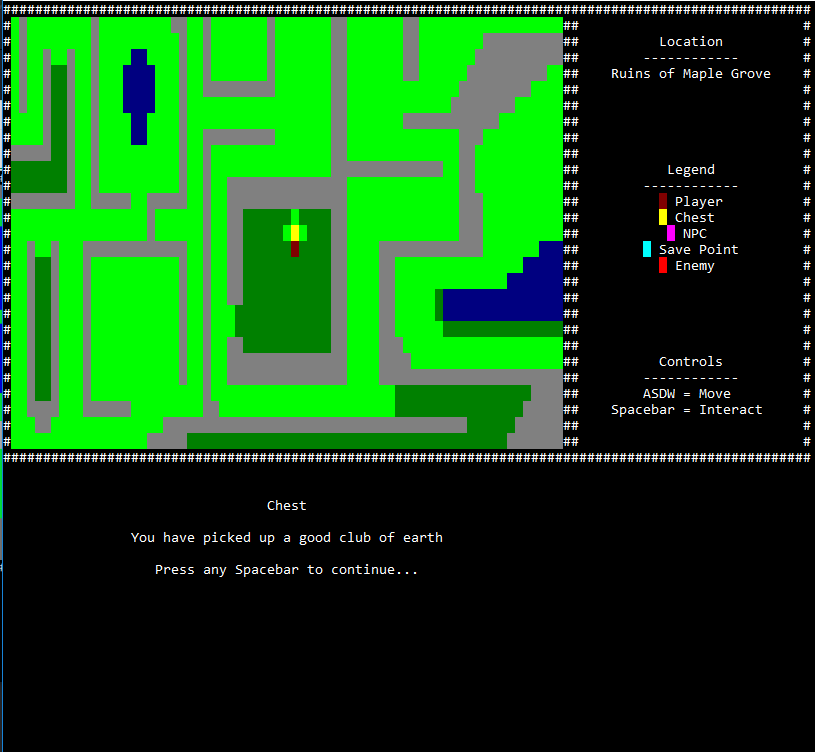 Location
------------
Ruins of Maple Grove
Legend
------------
Player
Chest
NPC
Save Point
Enemy
Controls
------------
ASDW = Move
Spacebar = Interact
Chest
You have picked up a good club of earth
Press any Spacebar to continue...